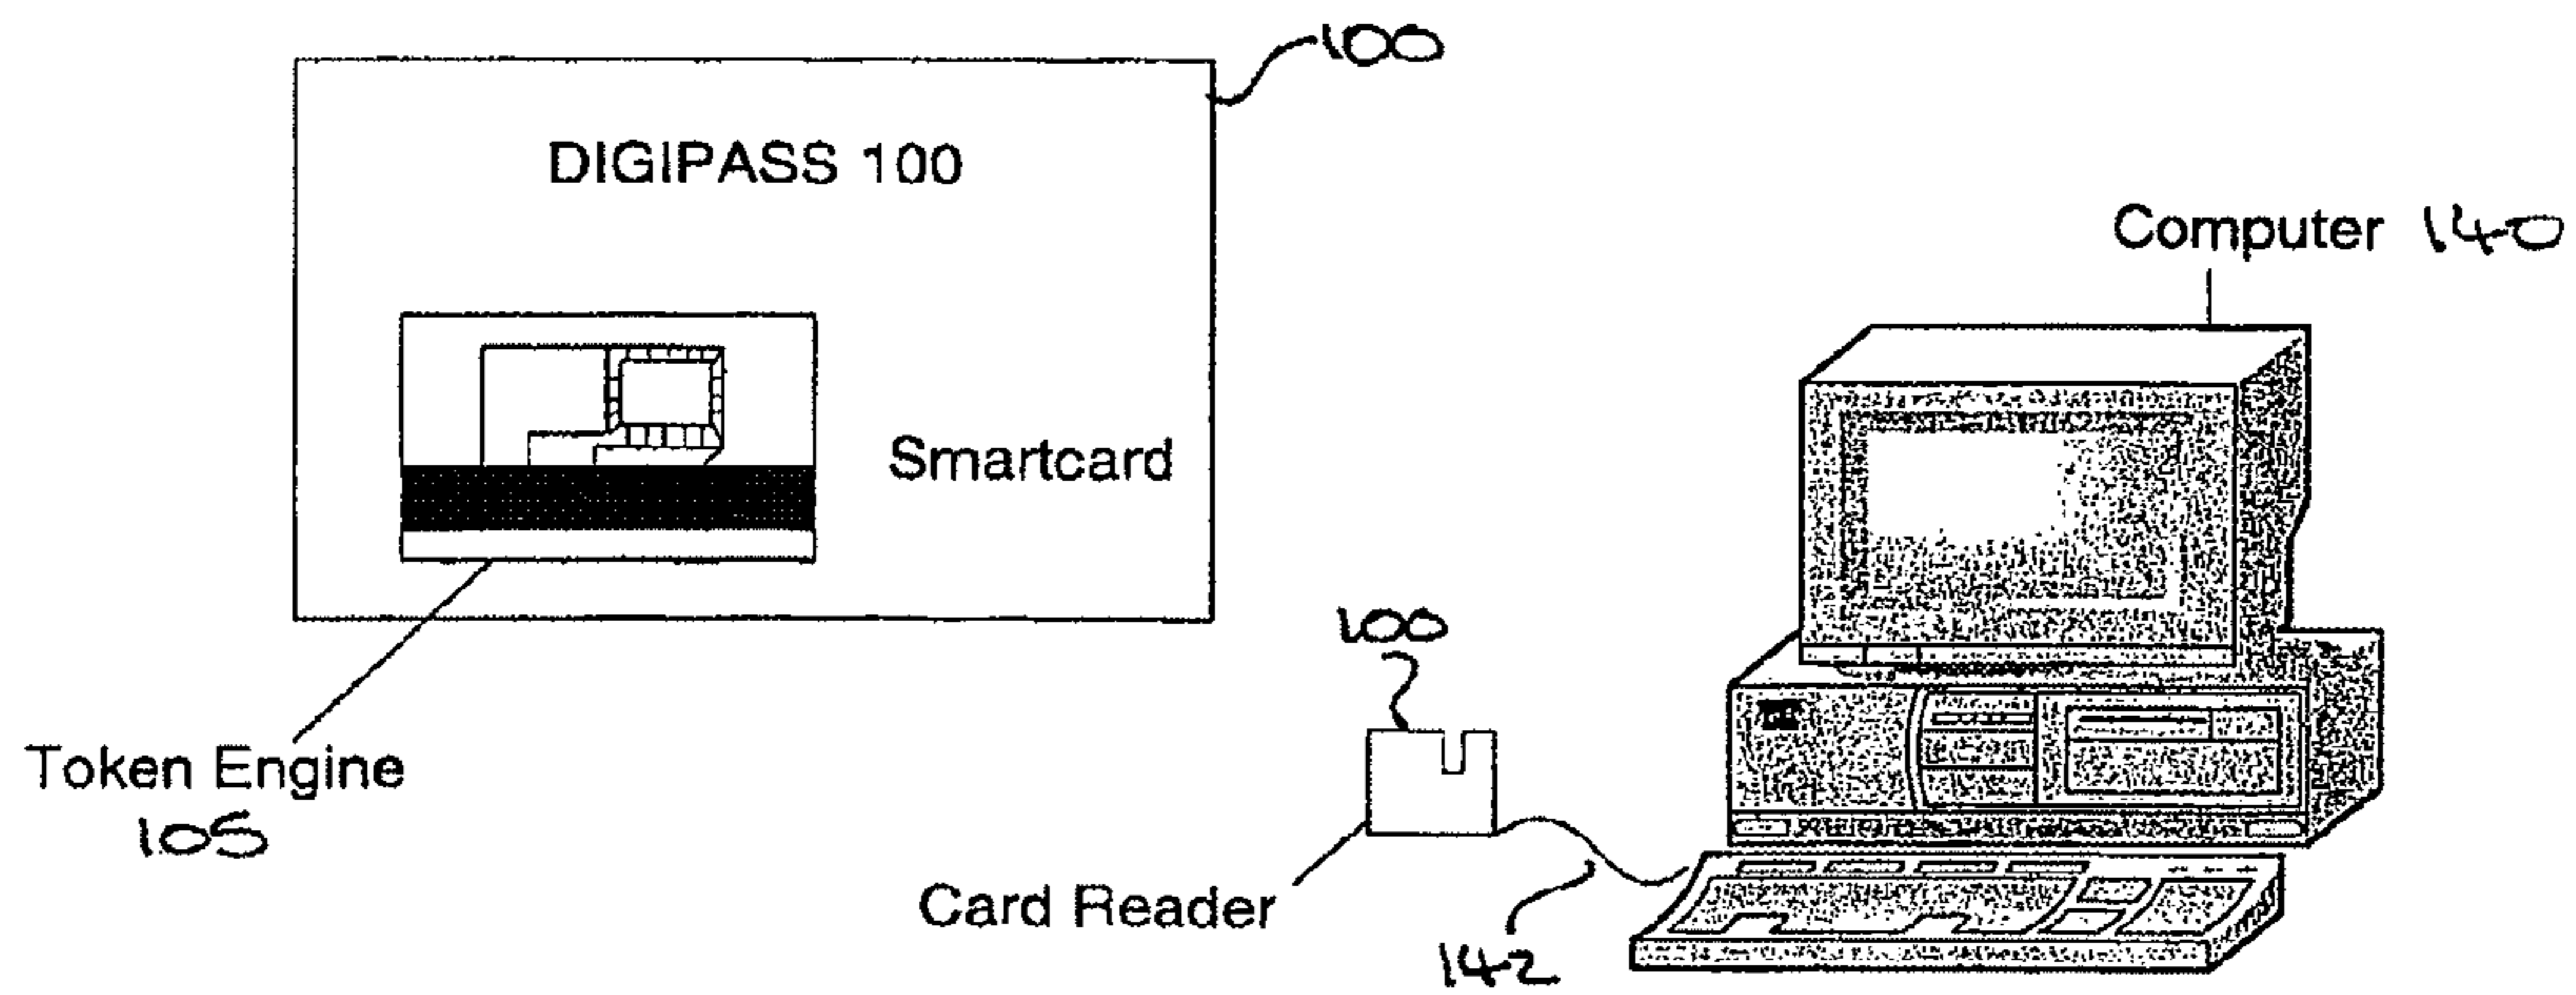 100
DIGIPASS 100
Computer 140
Smartcard
100
Token Engine
105
Card Reader
142